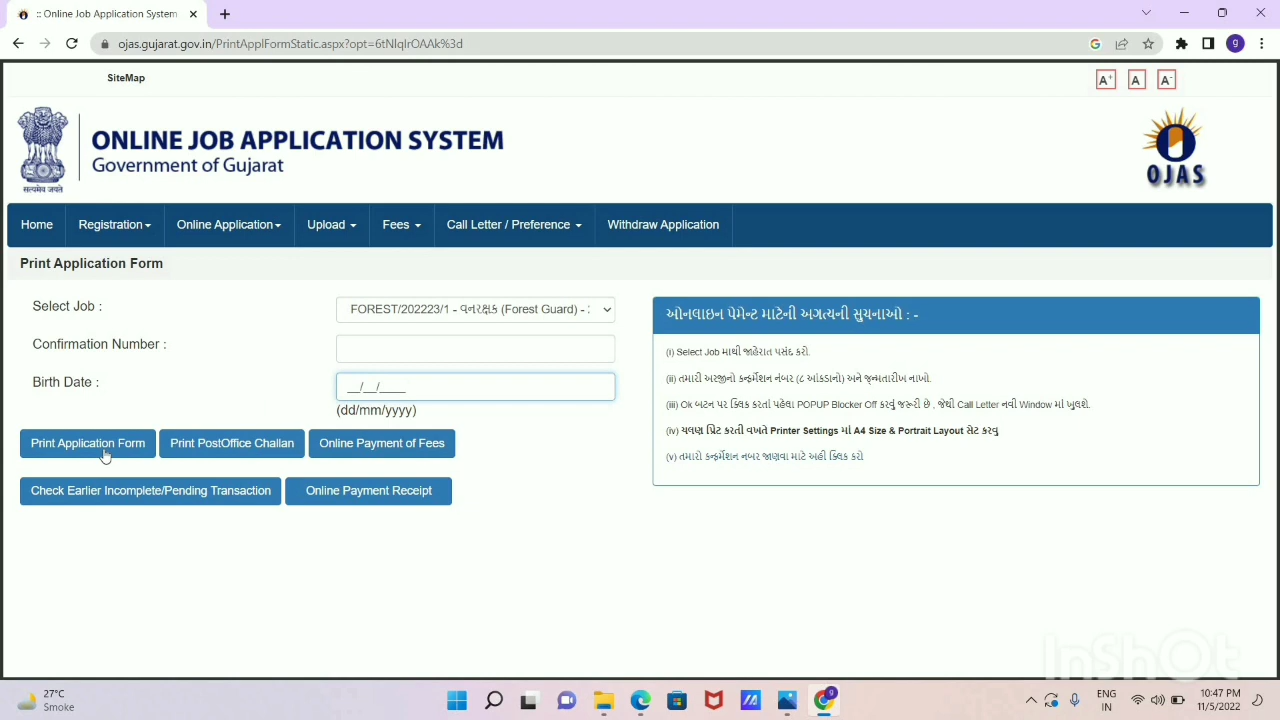 :: Online Job Application System
ojas.gujarat.gov.in/PrintApplFormStatic.aspx?opt=6tNIqIrOAAk%3d
G
g
SiteMap
A+ A A-
ONLINE JOB APPLICATION SYSTEM
Government of Gujarat
सत्यमेव जयते
OJAS
Home Registration Online Application Upload Fees Call Letter / Preference Withdraw Application
Print Application Form
Select Job :
FOREST/202223/1 - વનરક્ષક (Forest Guard) - :
Confirmation Number :
Birth Date :
__/__/____
(dd/mm/yyyy)
Print Application Form Print PostOffice Challan Online Payment of Fees
Check Earlier Incomplete/Pending Transaction Online Payment Receipt
ઓનલાઇન પેમેન્ટ માટેની અગત્યની સુચનાઓ : -
(i) Select Job માથી જાહેરાત પસંદ કરો.
(ii) તમારી અરજીનો કન્ફર્મેશન નંબર (૮ આંકડાનો) અને જન્મતારીખ નાખો.
(iii) Ok બટન પર ક્લિક કરતાં પહેલા POPUP Blocker Off કરવું જરૂરી છે , જેથી Call Letter નવી Window માં ખુલશે.
(iv) ચલણ પ્રિંટ કરતી વખતે Printer Settings માં A4 Size & Portrait Layout સેટ કરવુ
(v) તમારો કન્ફર્મેશન નંબર જાણવા માટે અહી ક્લિક કરો
InShOt
27°C
Smoke
g
ENG
IN
10:47 PM
11/5/2022